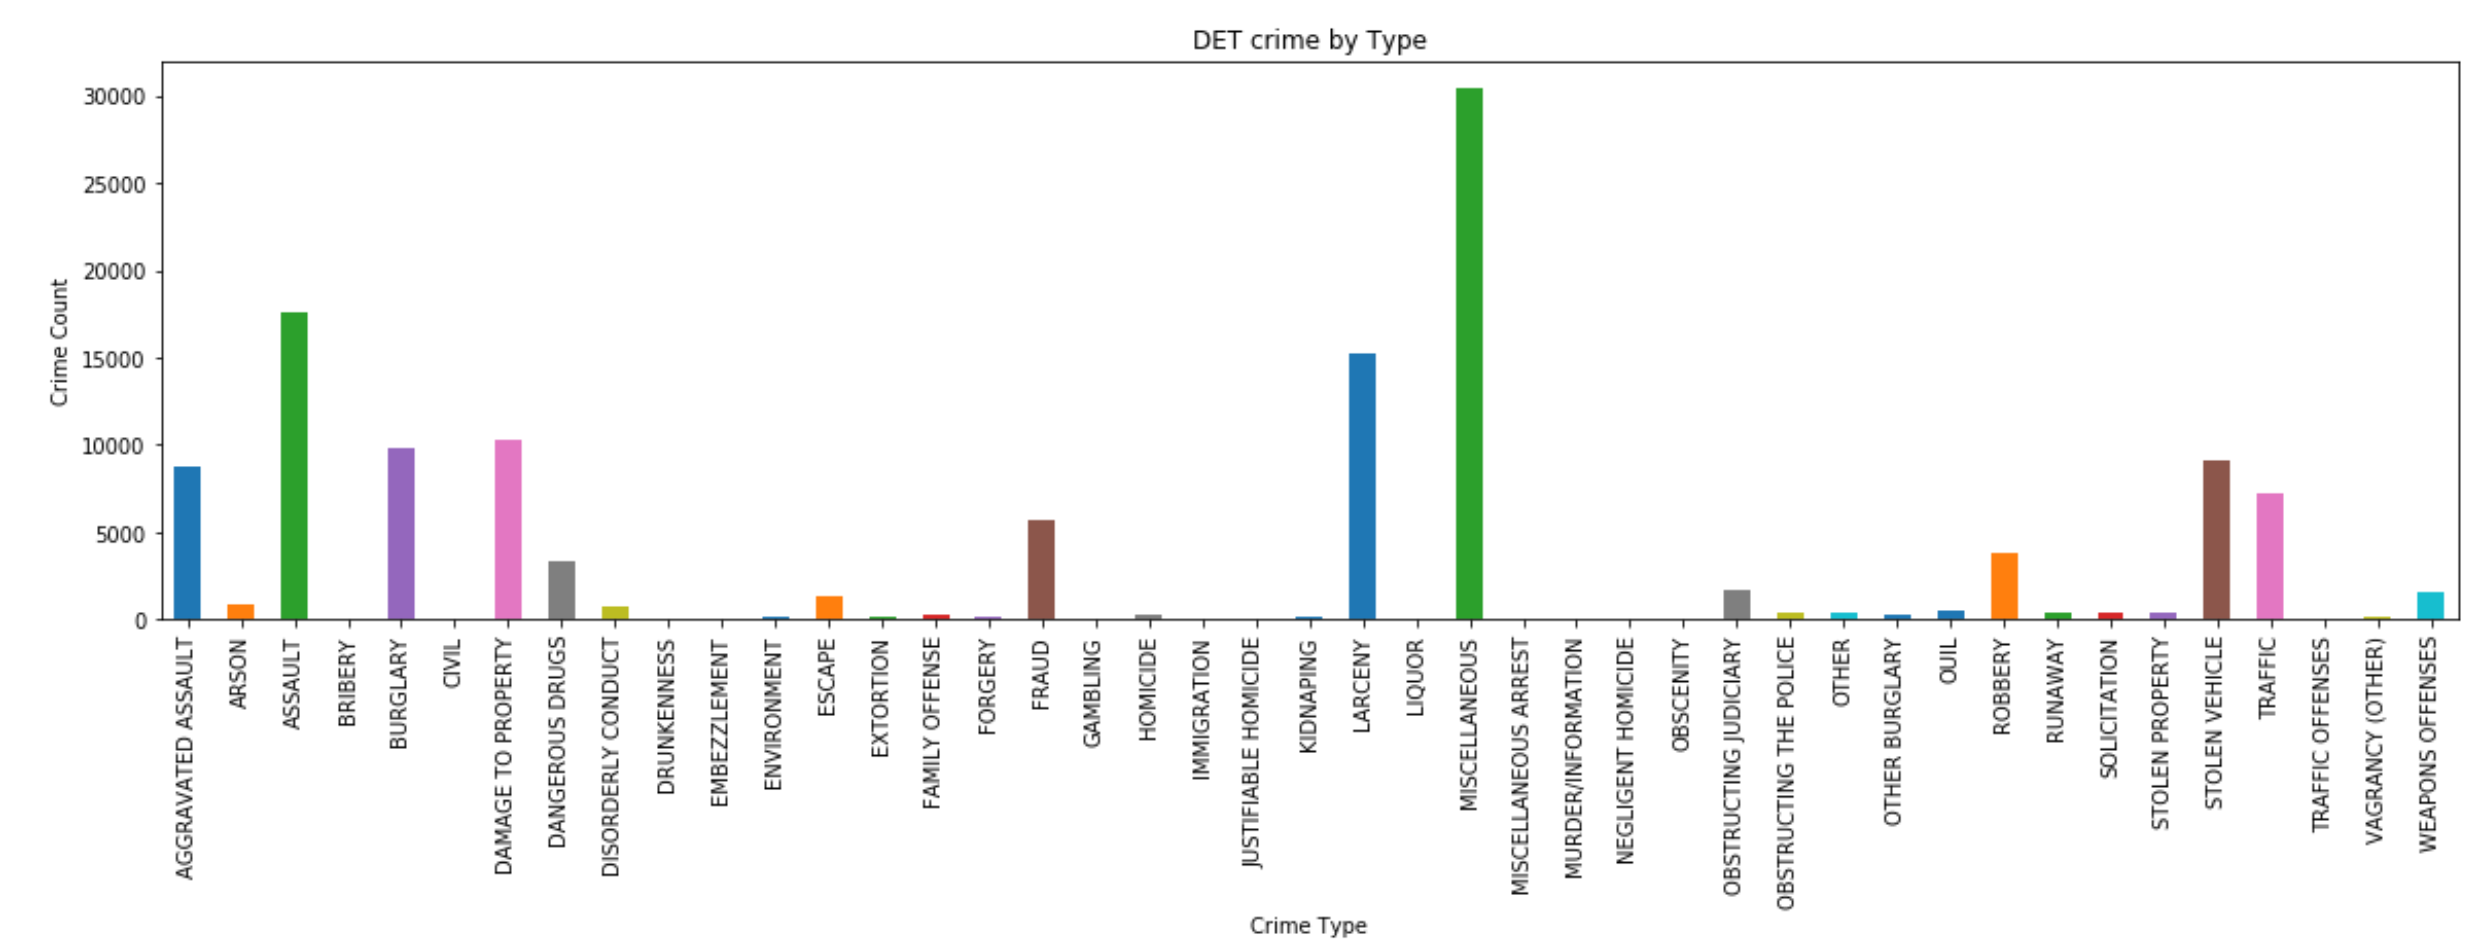 DET crime by Type
30000
25000
20000
15000
10000
5000
0
Crime Count
AGGRAVATED ASSAULT
ARSON
ASSAULT
BRIBERY
BURGLARY
CIVIL
DAMAGE TO PROPERTY
DANGEROUS DRUGS
DISORDERLY CONDUCT
DRUNKENNESS
EMBEZZLEMENT
ENVIRONMENT
ESCAPE
EXTORTION
FAMILY OFFENSE
FORGERY
FRAUD
GAMBLING
HOMICIDE
IMMIGRATION
JUSTIFIABLE HOMICIDE
KIDNAPING
LARCENY
LIQUOR
MISCELLANEOUS
MISCELLANEOUS ARREST
MURDER/INFORMATION
NEGLIGENT HOMICIDE
OBSCENITY
OBSTRUCTING JUDICIARY
OBSTRUCTING THE POLICE
OTHER
OTHER BURGLARY
OUIL
ROBBERY
RUNAWAY
SOLICITATION
STOLEN PROPERTY
STOLEN VEHICLE
TRAFFIC
TRAFFIC OFFENSES
VAGRANCY (OTHER)
WEAPONS OFFENSES
Crime Type